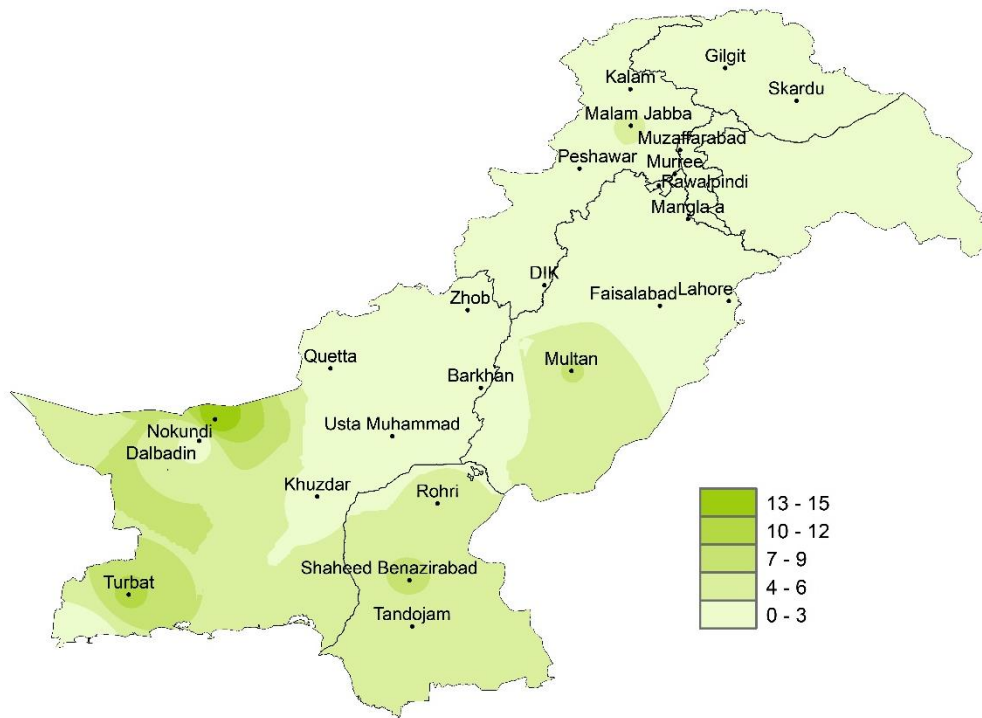 Gilgit
Kalam
Skardu
Malam Jabba
Muzaffarabad
Peshawar
Murree
Rawalpindi
Mangla a
DIK
Zhob
Faisalabad
Lahore
Quetta
Multan
Barkhan
Nokundi
Usta Muhammad
Dalbadin
Khuzdar
Rohri
13 - 15
10 - 12
7 - 9
4 - 6
0 - 3
Turbat
Shaheed Benazirabad
Tandojam